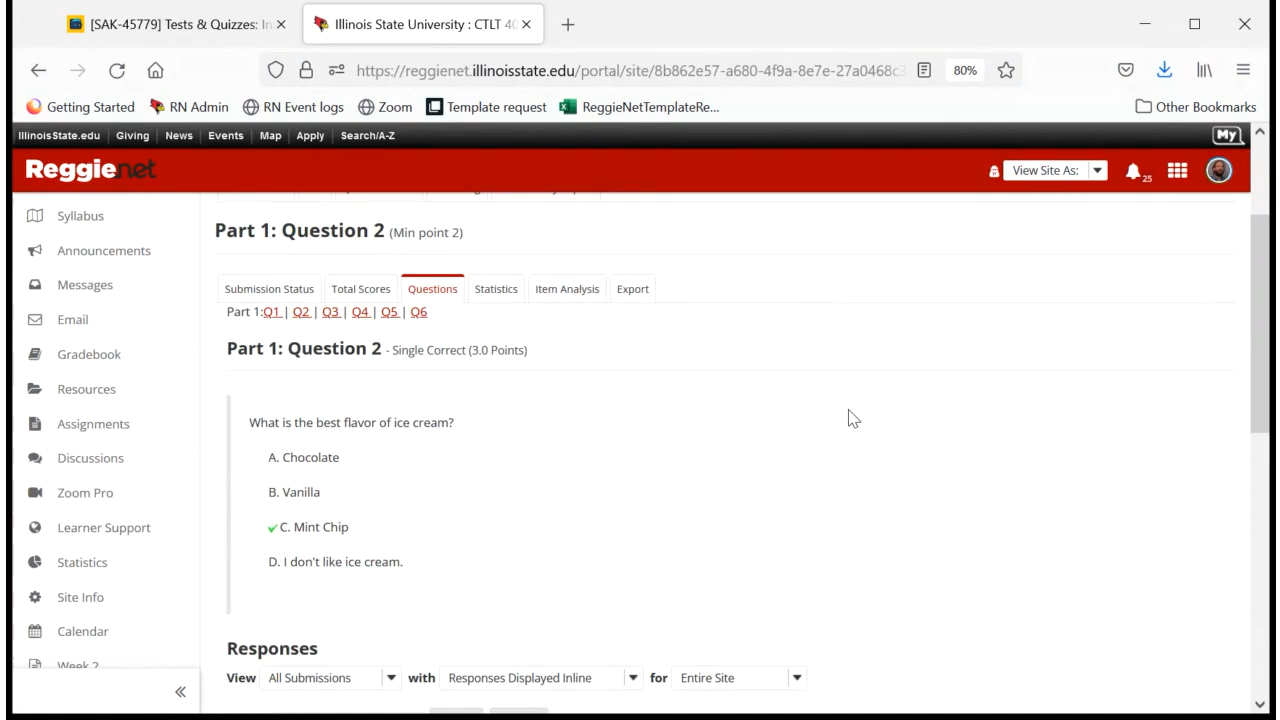 [SAK-45779] Tests & Quizzes: In
Illinois State University : CTLT 40
https://reggienet.illinoisstate.edu/portal/site/8b862e57-a680-4f9a-8e7e-27a0468c3
80%
Getting Started
RN Admin
RN Event logs
Zoom
Template request
ReggieNetTemplateRe...
Other Bookmarks
IllinoisState.edu
Giving
News
Events
Map
Apply
Search/A-Z
My
Reggienet
View Site As:
25
Syllabus
Announcements
Messages
Email
Gradebook
Resources
Assignments
Discussions
Zoom Pro
Learner Support
Statistics
Site Info
Calendar
Week 2
Part 1: Question 2 (Min point 2)
Submission Status
Total Scores
Questions
Statistics
Item Analysis
Export
Part 1:Q1 | Q2 | Q3 | Q4 | Q5 | Q6
Part 1: Question 2 - Single Correct (3.0 Points)
What is the best flavor of ice cream?
A. Chocolate
B. Vanilla
C. Mint Chip
D. I don't like ice cream.
Responses
View All Submissions with Responses Displayed Inline for Entire Site